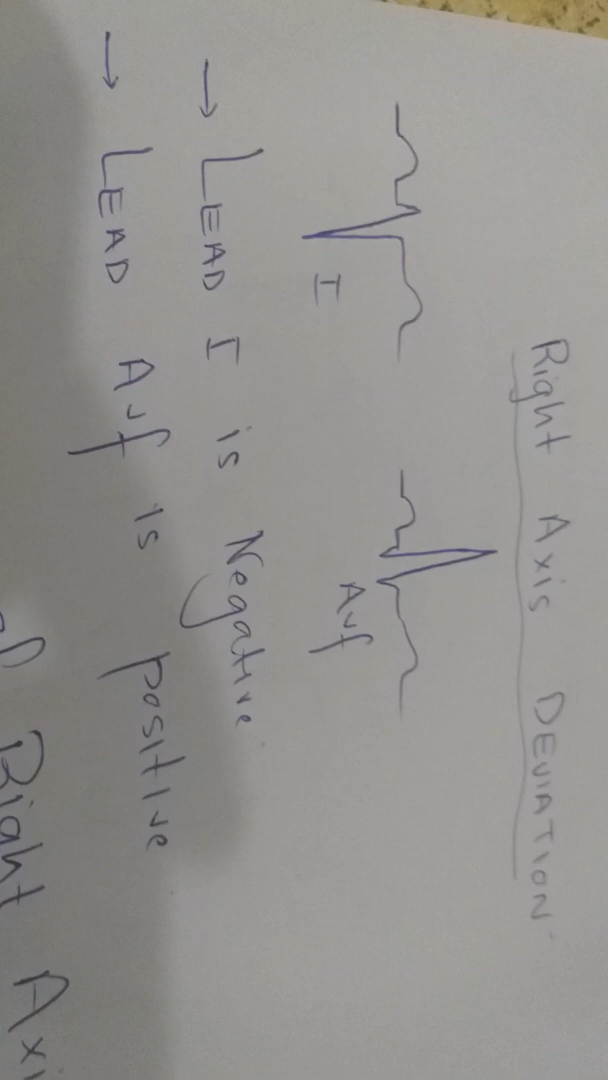 Right Axis DEVIATION
I
Avf
→ LEAD I is Negative
→ LEAD Avf is positive
Right Axi